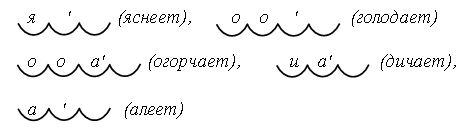 я ' (яснеет), о о ' (голодает)
о о а' (огорчает), и а' (дичает),
а ' (алеет)